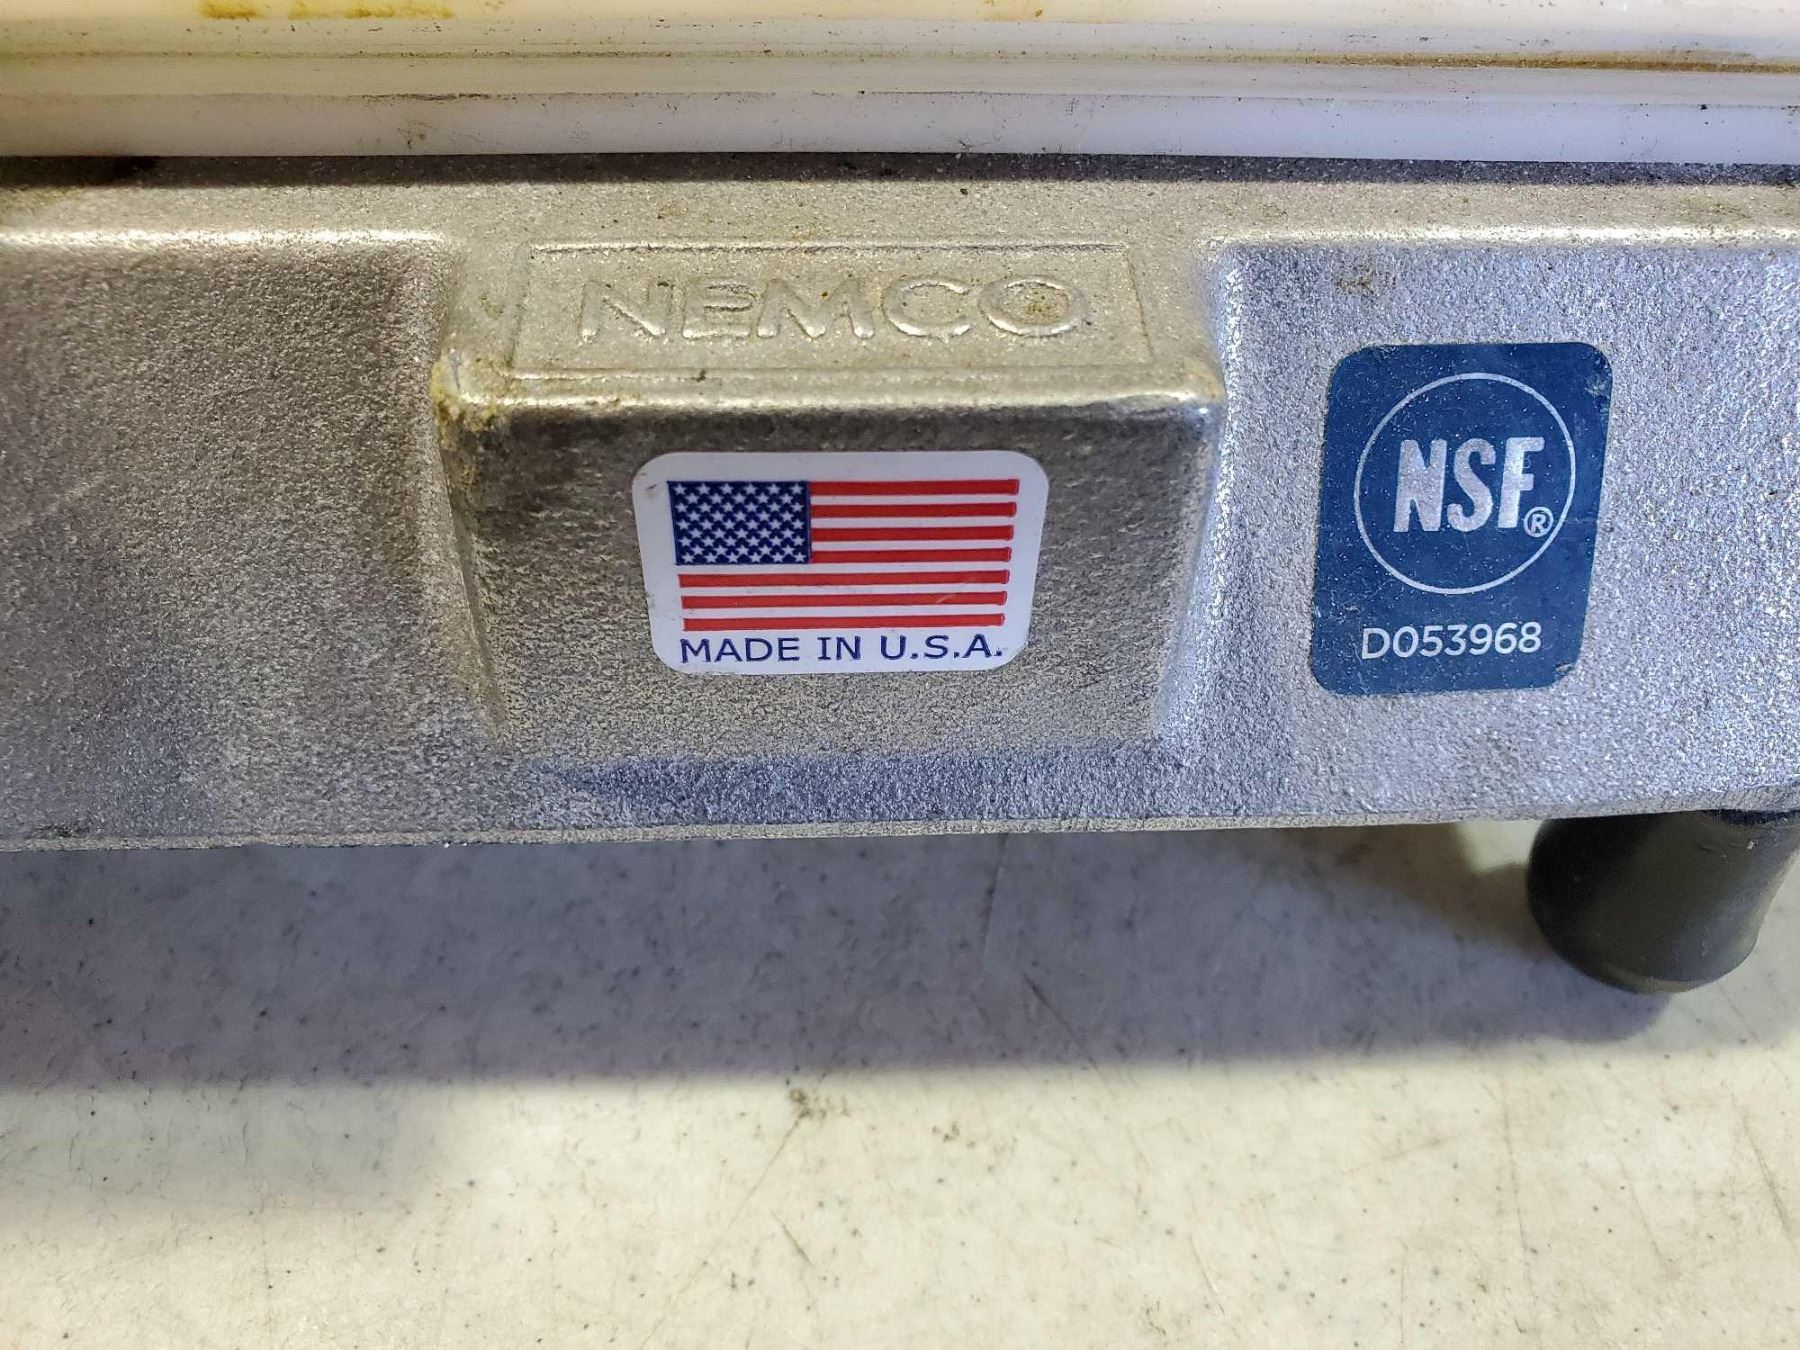 NEMCO
MADE IN U.S.A.
NSF®
D053968